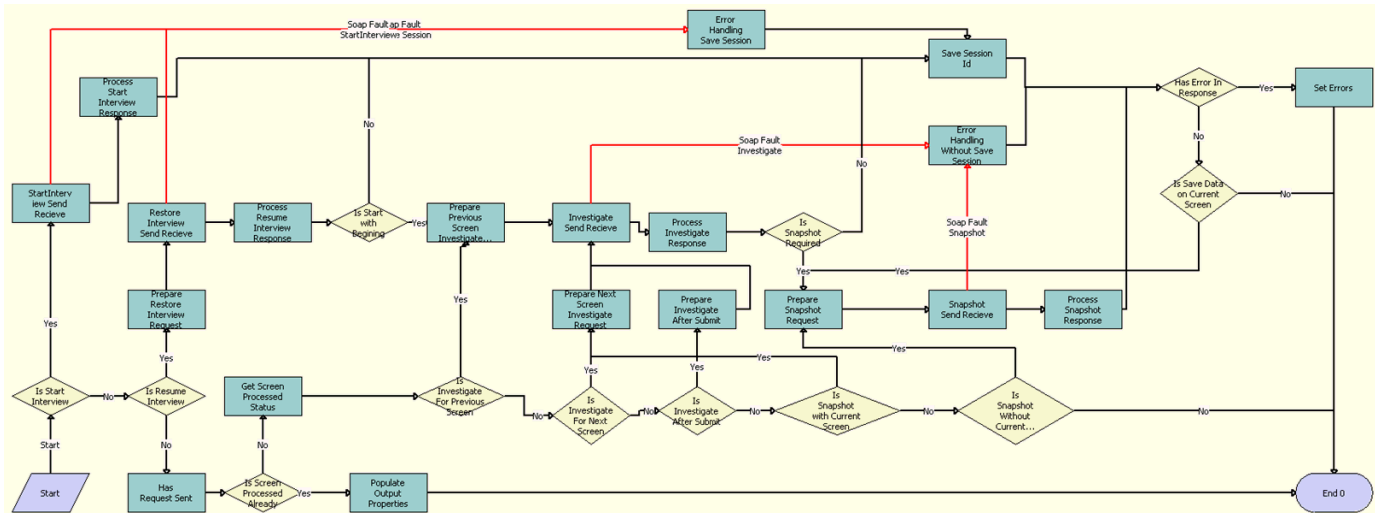 Error
Handling
Save Session
Soap Fault
ap Fault
StartInterview
e Session
Save Session
Id
Process
Start
Interview
Response
Has Error In
Response
Yes
Set Errors
No
Error
Handling
Without Save
Session
Soap Fault
Investigate
No
No
StartInterv
iew Send
Recieve
Restore
Interview
Send Recieve
Process
Resume
Interview
Response
Is Start
with
Begining
Yes
Prepare
Previous
Screen
Investigate...
Investigate
Send Recieve
Process
Investigate
Response
Is
Snapshot
Required
Is Save Data
on Current
Screen
No
Soap Fault
Snapshot
Yes
Yes
Prepare
Restore
Interview
Request
Yes
Yes
Prepare Next
Screen
Investigate
Request
Prepare
Investigate
After Submit
Prepare
Snapshot
Request
Snapshot
Send Recieve
Process
Snapshot
Response
Yes
Yes
Yes
Yes
Yes
Is Start
Interview
No
Is Resume
Interview
Get Screen
Processed
Status
Is
Investigate
For Previous
Screen
No
Is
Investigate
For Next
Screen
No
Is
Investigate
After Submit
No
Is
Snapshot
with Current
Screen
No
Is
Snapshot
Without
Current...
No
Start
No
No
Start
Has
Request Sent
Is Screen
Processed
Already
Yes
Populate
Output
Properties
End 0